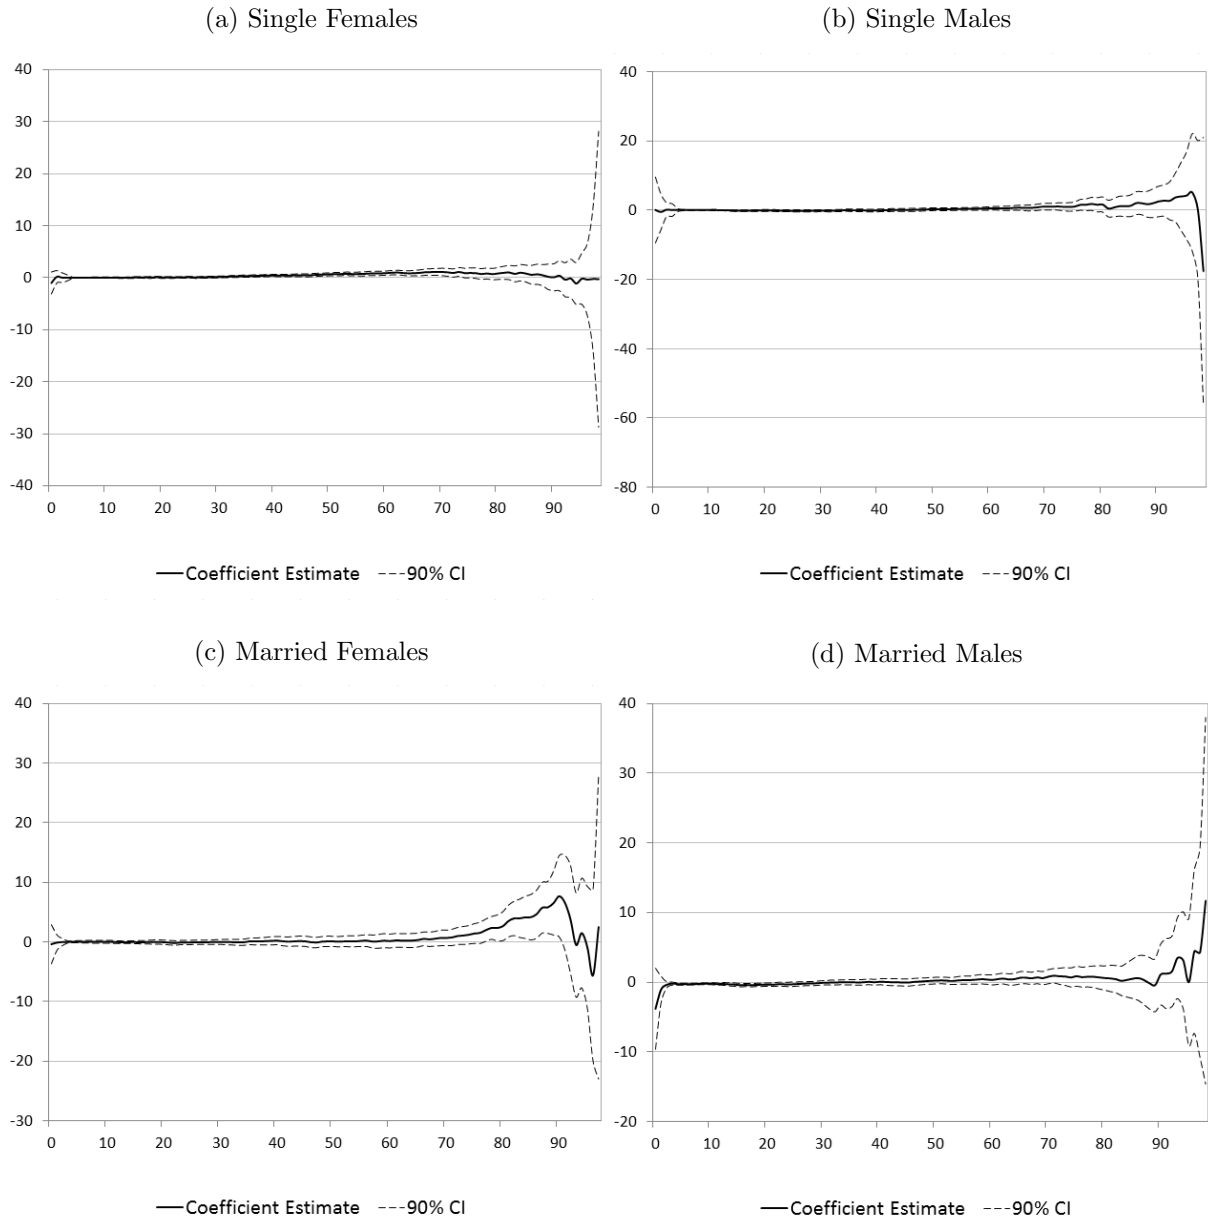 (a) Single Females
40
30
20
10
0
-10
-20
-30
-40
0 10 20 30 40 50 60 70 80 90
Coefficient Estimate 90% CI
(b) Single Males
40
20
0
-20
-40
-60
-80
0 10 20 30 40 50 60 70 80 90
Coefficient Estimate 90% CI
(c) Married Females
40
30
20
10
0
-10
-20
-30
0 10 20 30 40 50 60 70 80 90
Coefficient Estimate 90% CI
(d) Married Males
40
30
20
10
0
-10
-20
0 10 20 30 40 50 60 70 80 90
Coefficient Estimate 90% CI